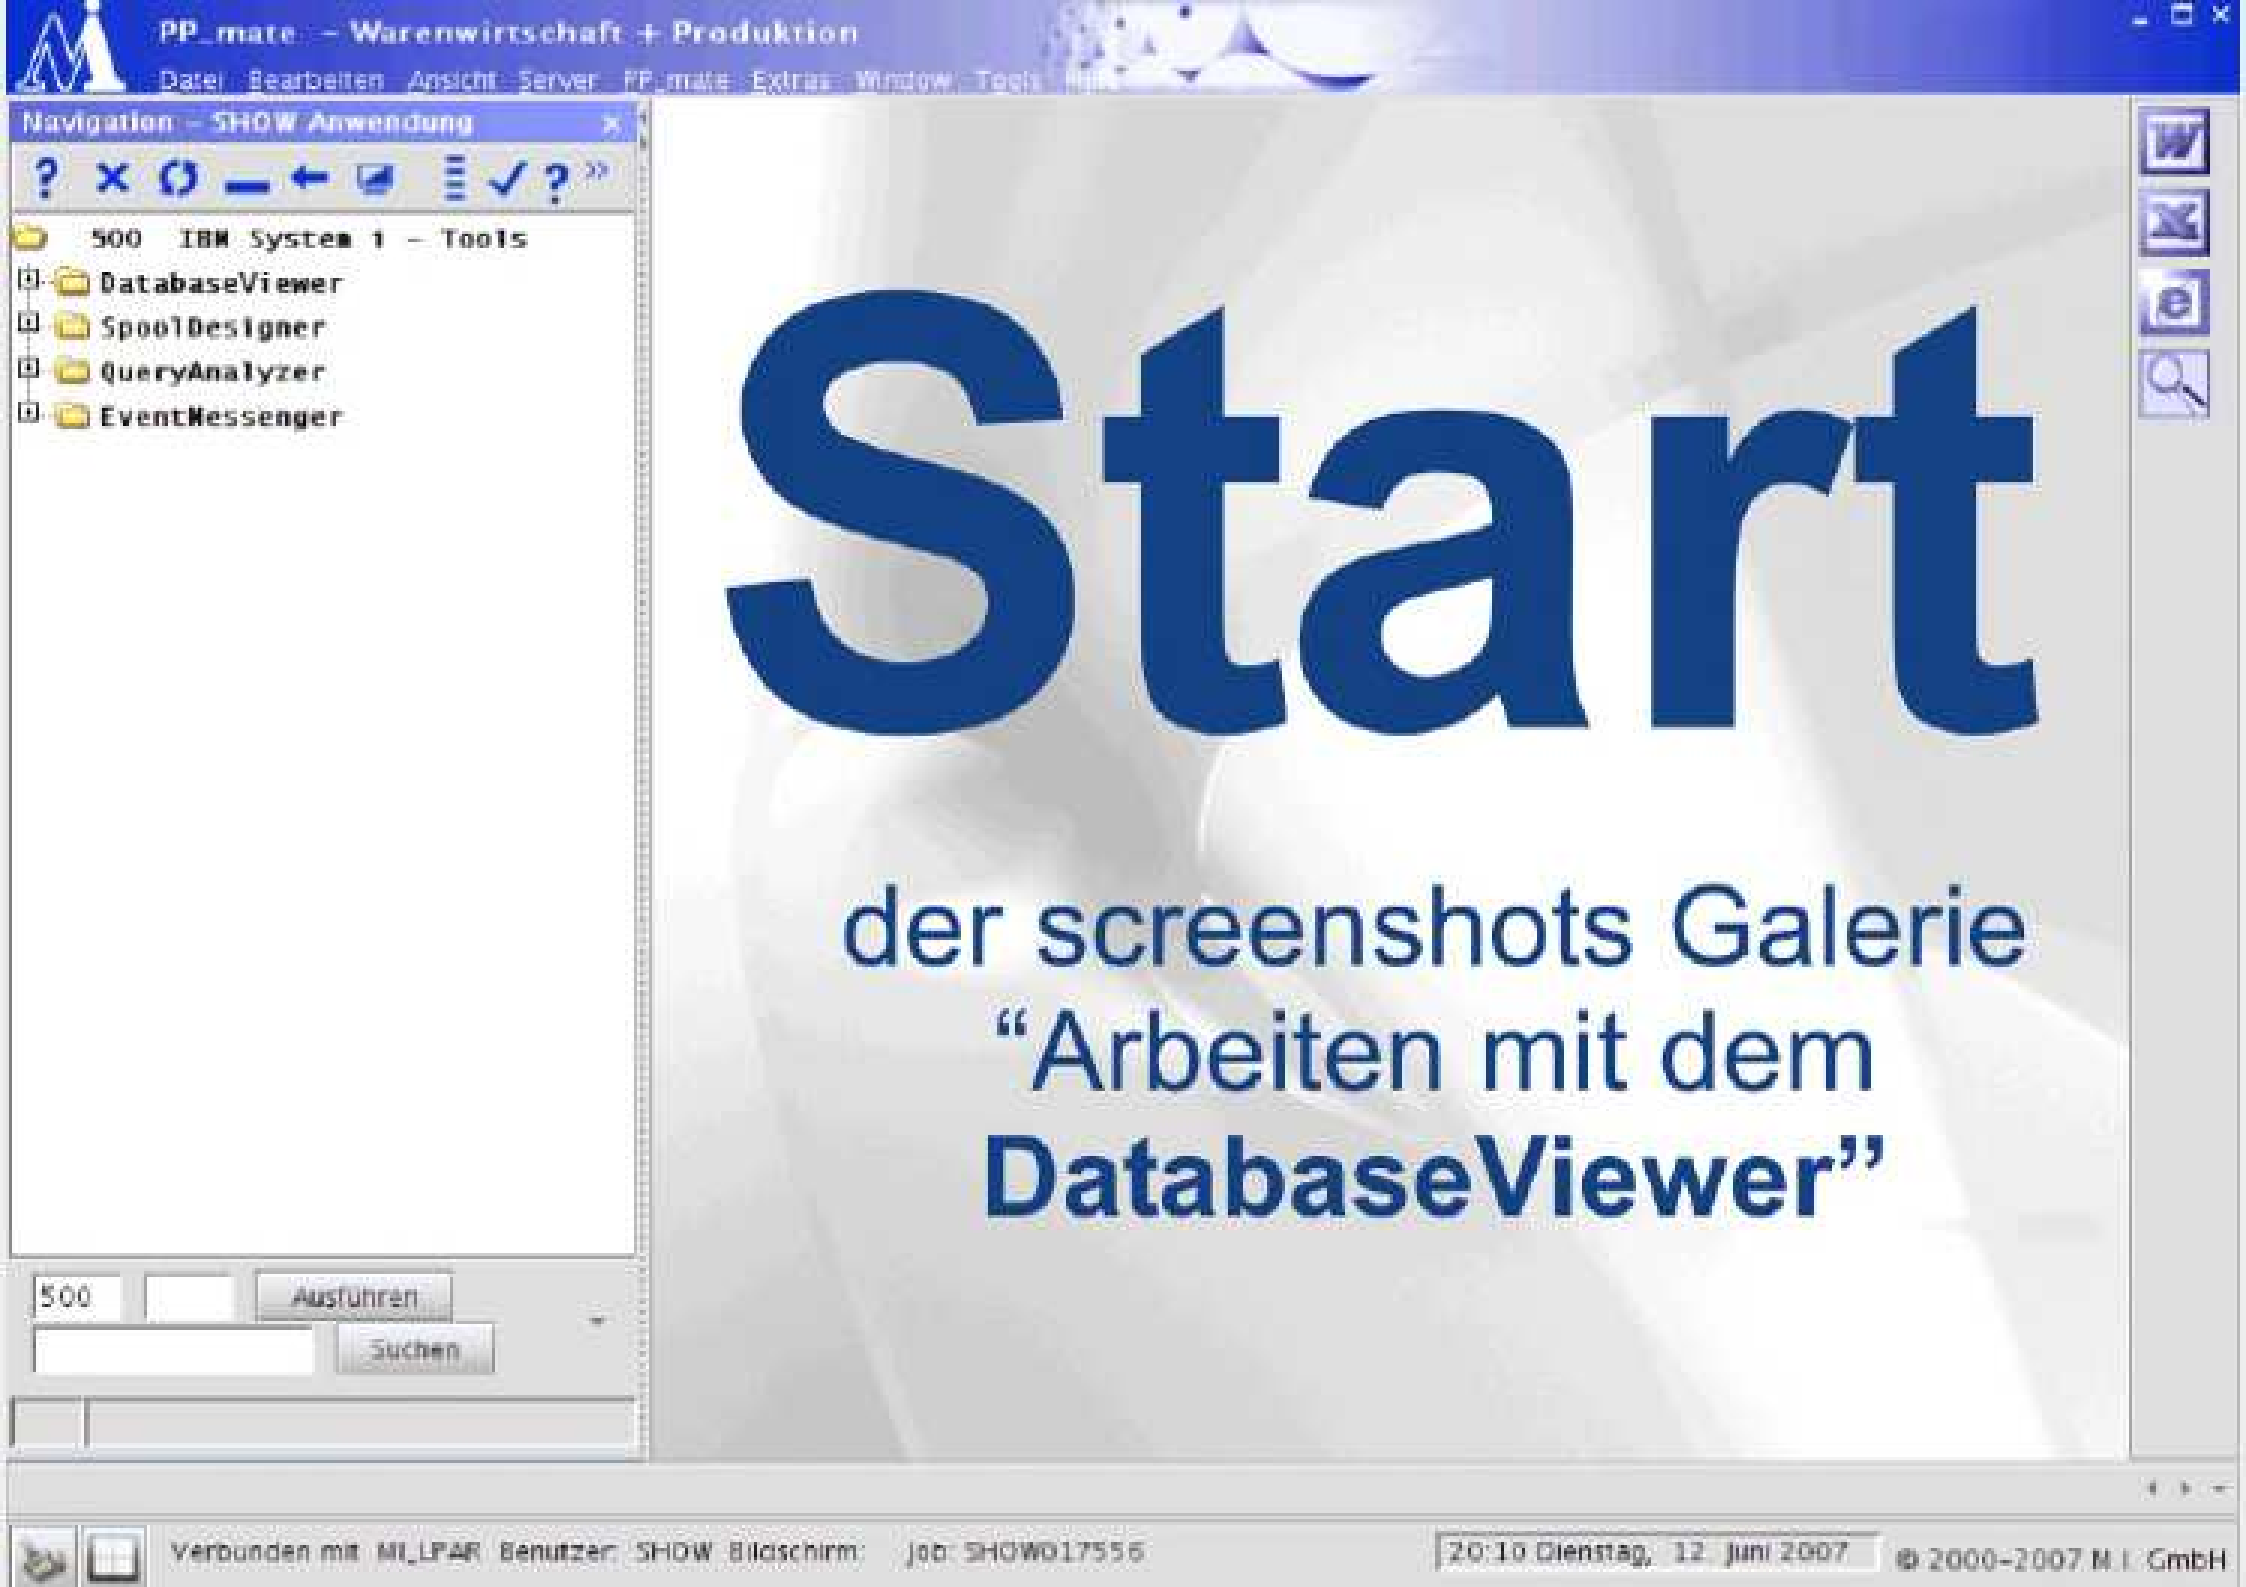 PP_mate - Warenwirtschaft + Produktion
Datei Bearbeiten Ansicht Server PP_mate Extras Window Tools
Navigation - SHOW Anwendung
500 IBM System i - Tools
DatabaseViewer
SpoolDesigner
QueryAnalyzer
EventMessenger
Start
der screenshots Galerie
“Arbeiten mit dem
DatabaseViewer”
500 Ausführen
Suchen
Verbunden mit MI_LPAR Benutzer: SHOW Bildschirm: Job: SHOW017556
20:10 Dienstag, 12. Juni 2007
© 2000-2007 M.I. GmbH